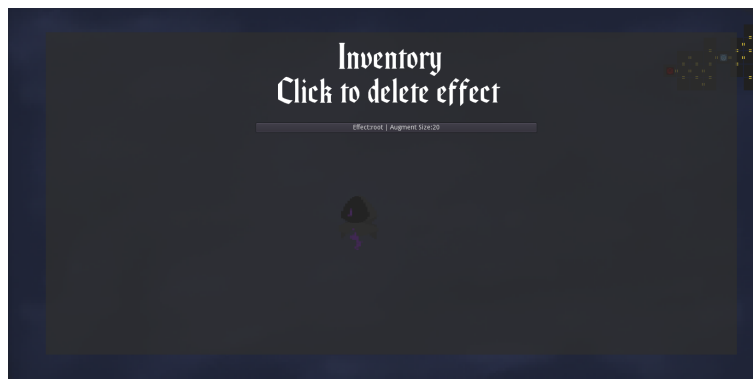 Inventory
Click to delete effect
Effect:root | Augment Size:20